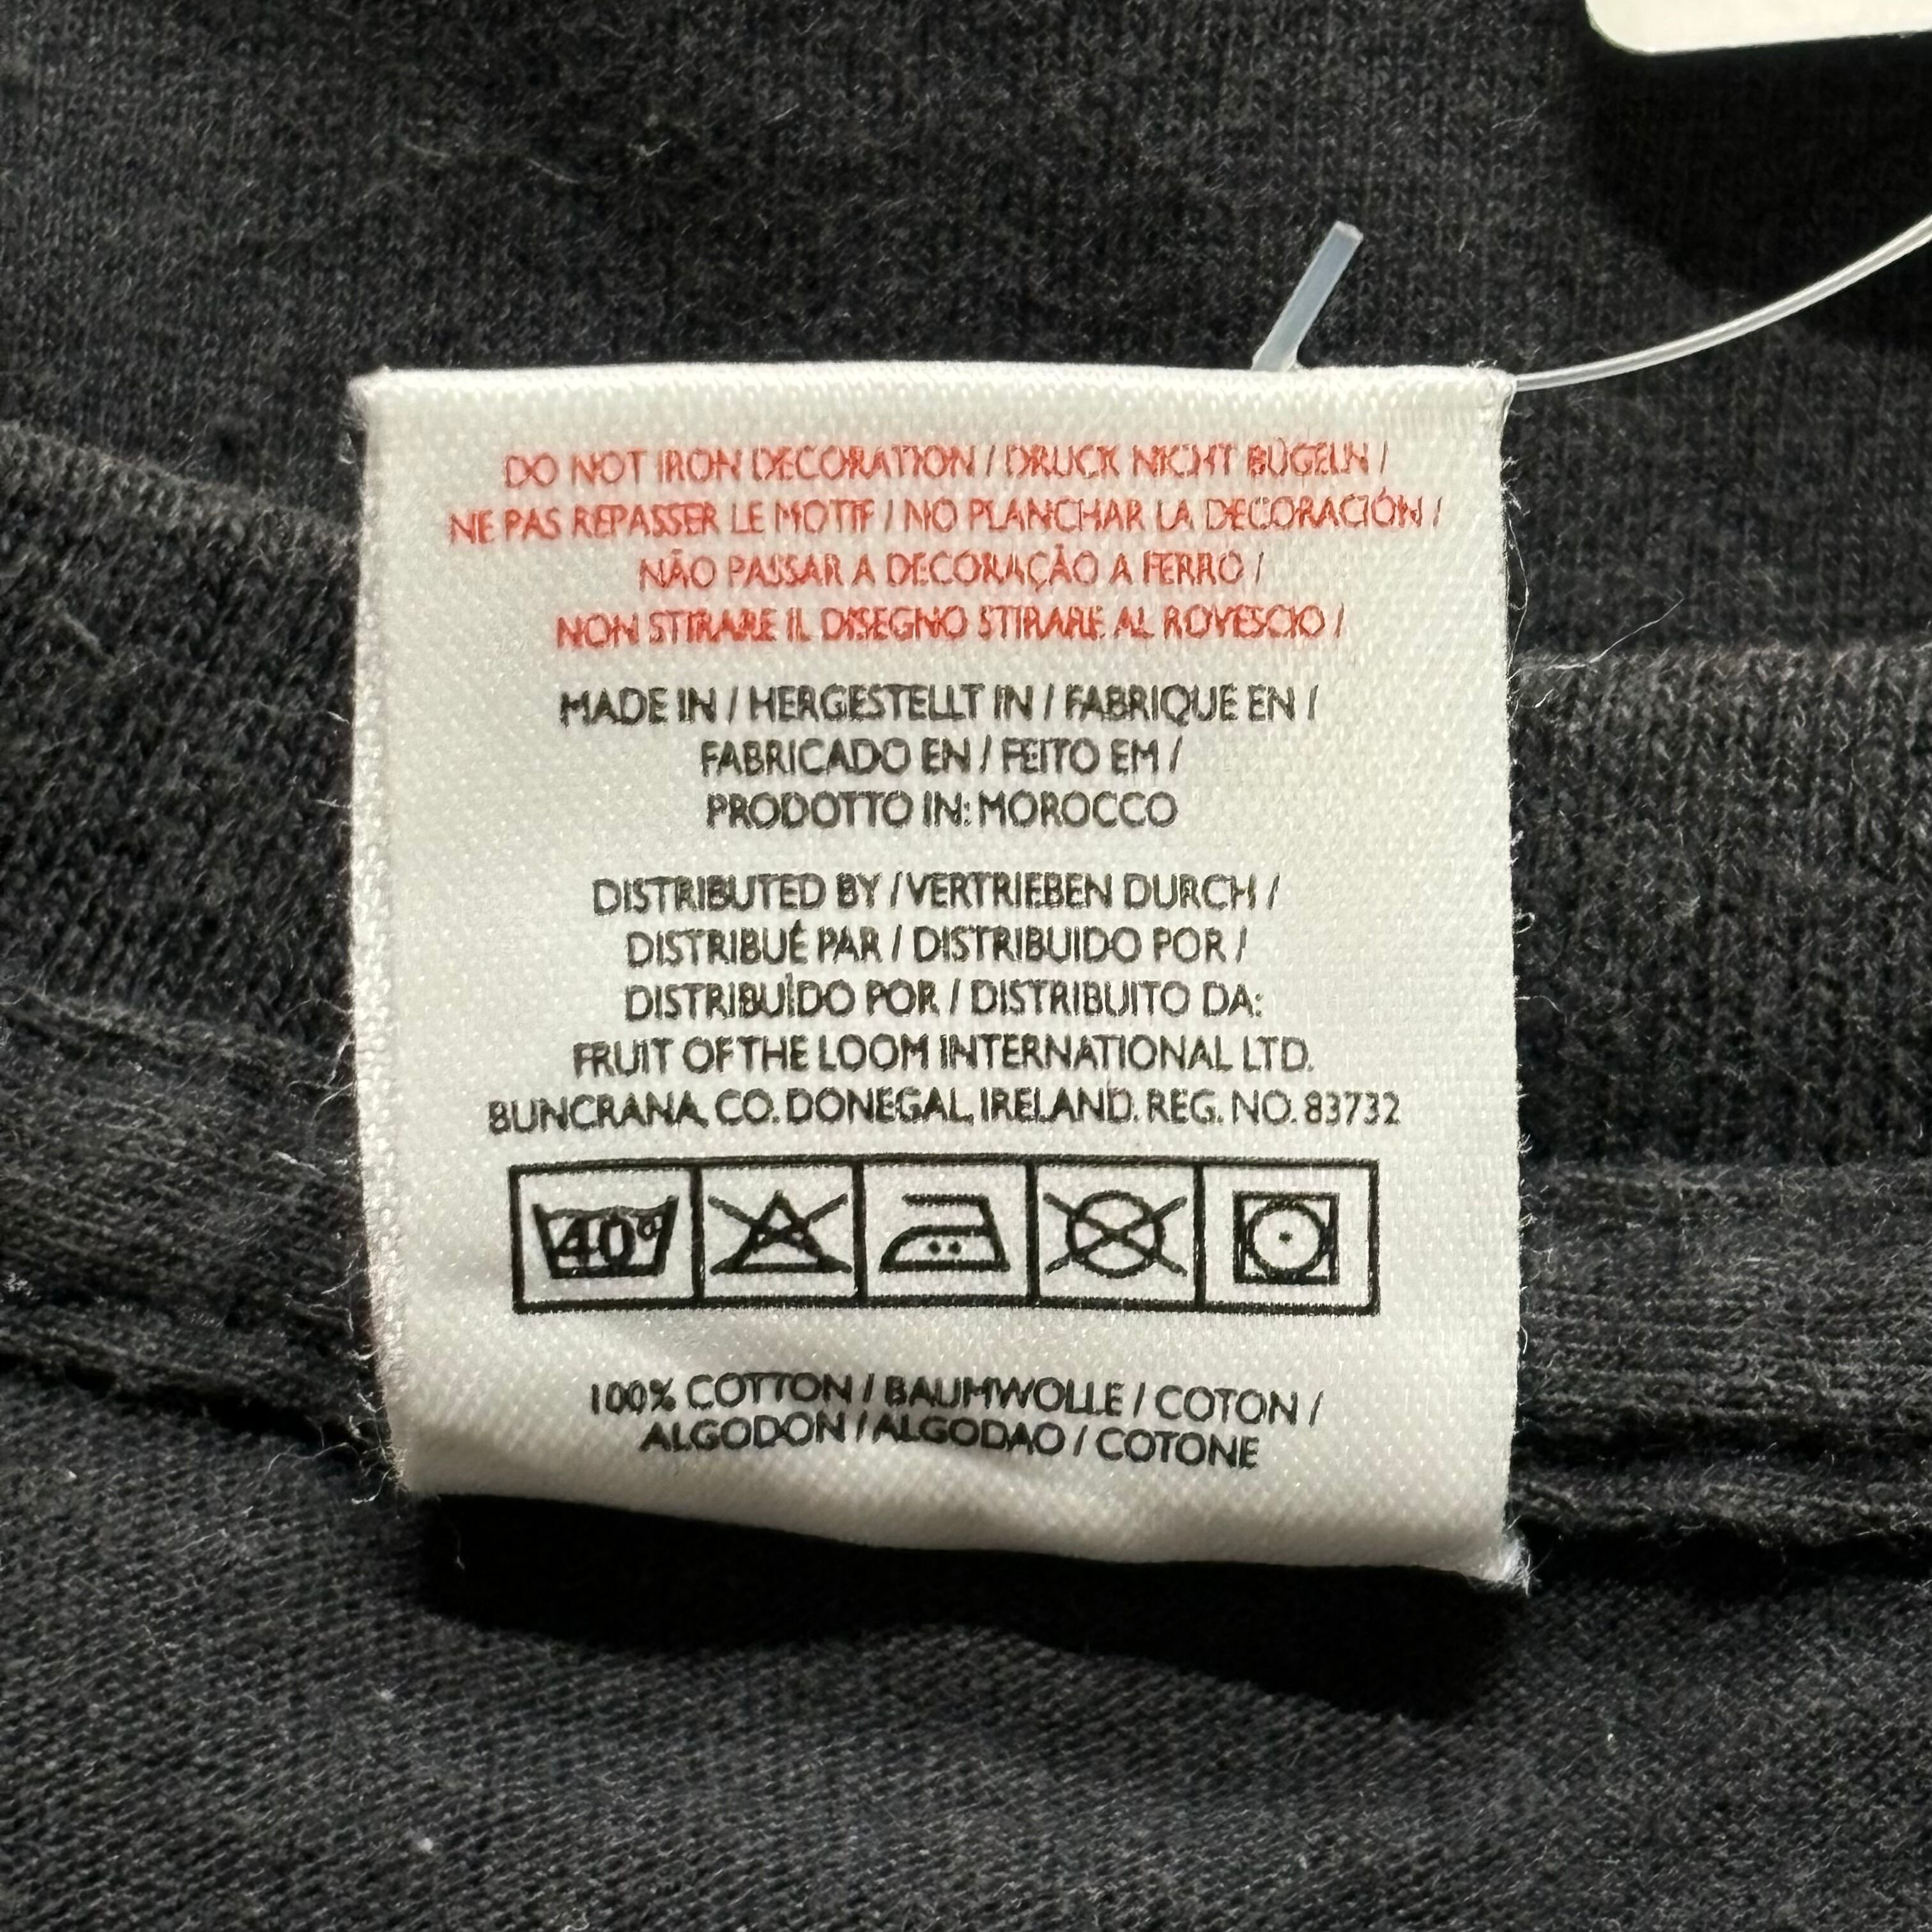 DO NOT IRON DECORATION / DRUCK NICHT BÜGELN /
NE PAS REPASSER LE MOTIF / NO PLANCHAR LA DECORACIÓN /
NÃO PASSAR A DECORAÇÃO A FERRO /
NON STIRARE IL DISEGNO STIRARE AL ROVESCIO /
MADE IN / HERGESTELLT IN / FABRIQUE EN /
FABRICADO EN / FEITO EM /
PRODOTTO IN: MOROCCO
DISTRIBUTED BY / VERTRIEBEN DURCH /
DISTRIBUÉ PAR / DISTRIBUIDO POR /
DISTRIBUÍDO POR / DISTRIBUITO DA:
FRUIT OF THE LOOM INTERNATIONAL LTD.
BUNCRANA, CO. DONEGAL, IRELAND. REG. NO. 83732
40°
100% COTTON / BAUMWOLLE / COTON /
ALGODON / ALGODAO / COTONE